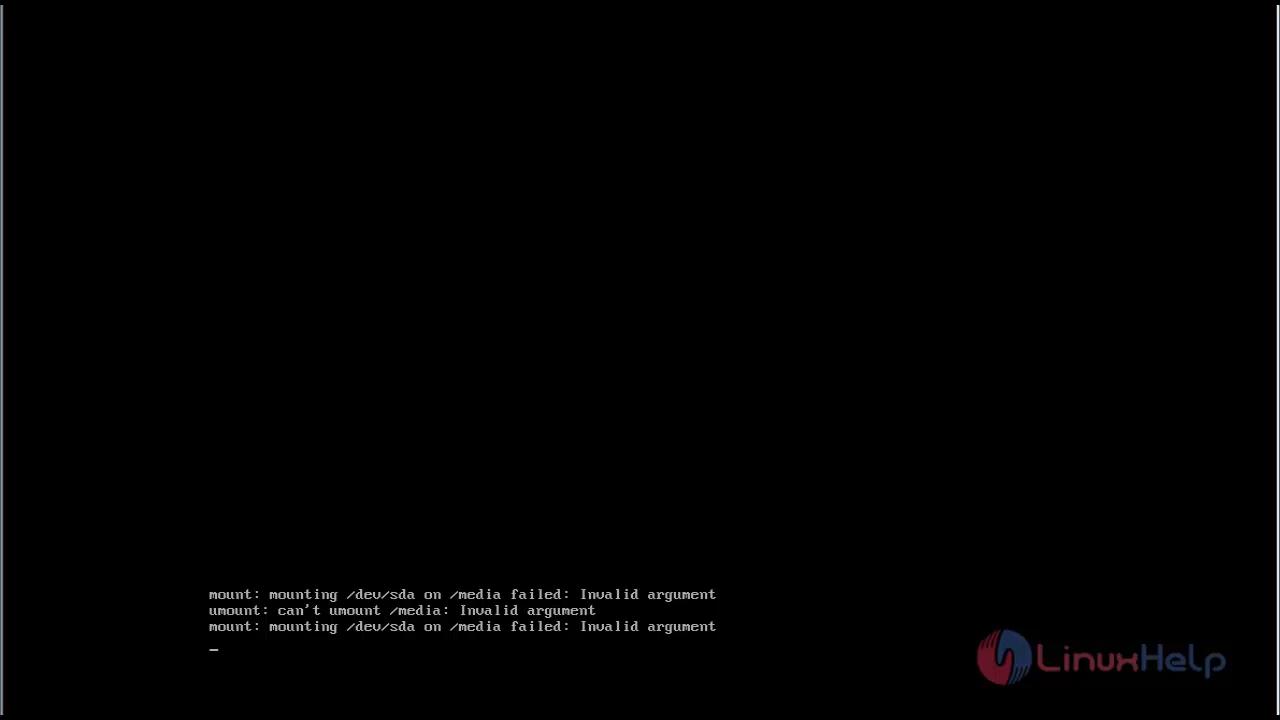 mount: mounting /dev/sda on /media failed: Invalid argument
umount: can't umount /media: Invalid argument
mount: mounting /dev/sda on /media failed: Invalid argument
LinuxHelp